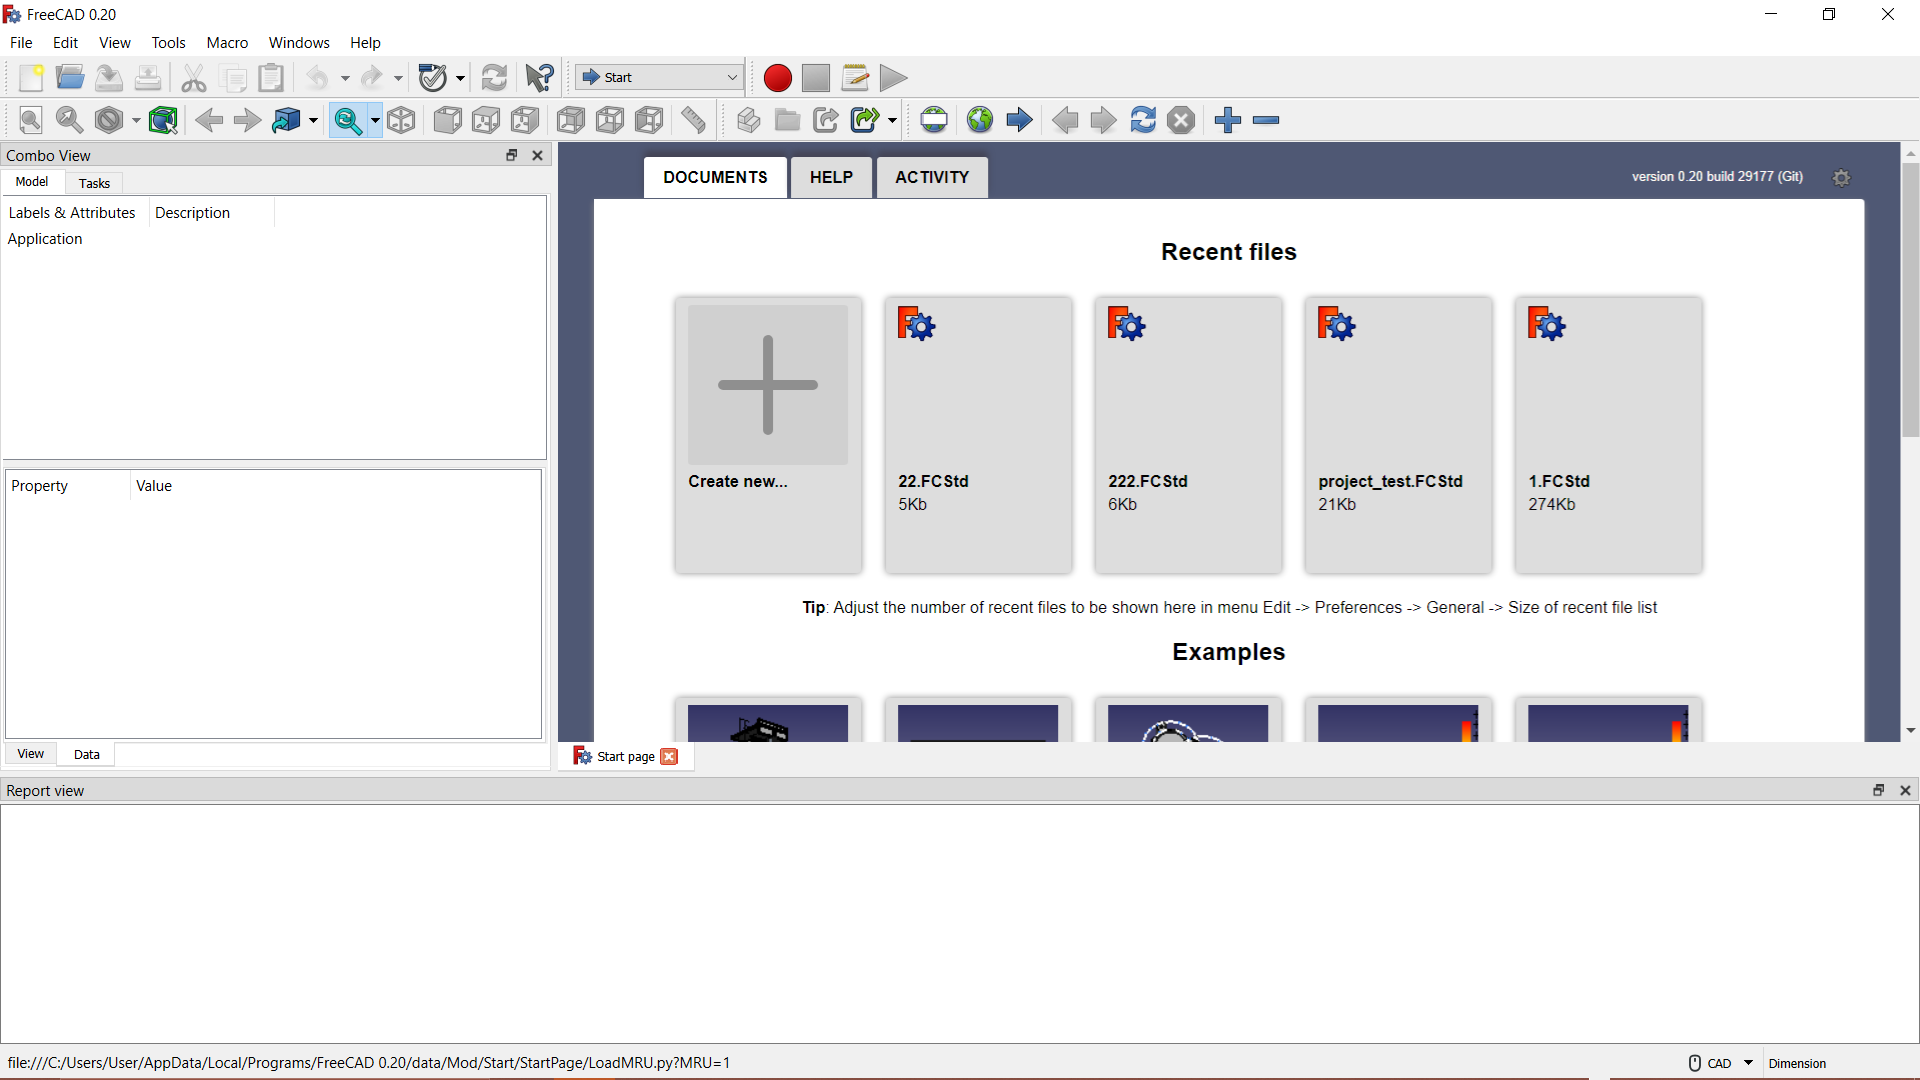 FreeCAD 0.20
File Edit View Tools Macro Windows Help
Start
Combo View
Model Tasks
Labels & Attributes Description
Application
Property Value
View Data
DOCUMENTS HELP ACTIVITY
version 0.20 build 29177 (Git)
Recent files
Create new...
22.FCStd
5Kb
222.FCStd
6Kb
project_test.FCStd
21Kb
1.FCStd
274Kb
Tip: Adjust the number of recent files to be shown here in menu Edit -> Preferences -> General -> Size of recent file list
Examples
Start page
Report view
file:///C:/Users/User/AppData/Local/Programs/FreeCAD 0.20/data/Mod/Start/StartPage/LoadMRU.py?MRU=1
CAD Dimension